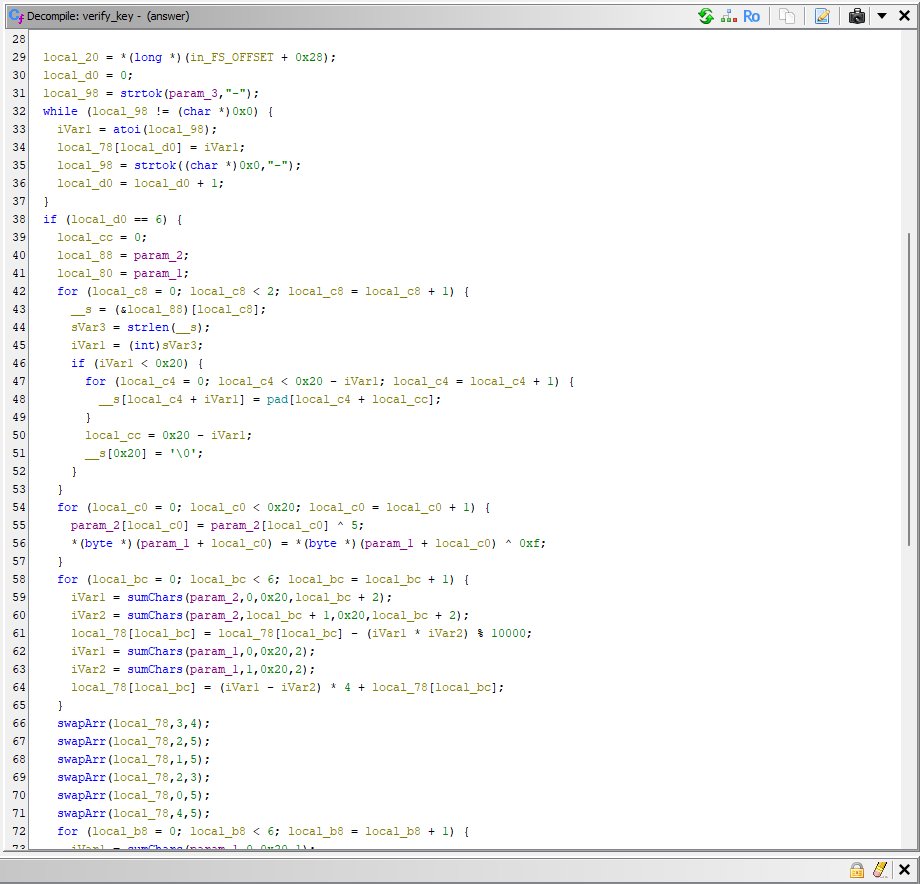 Decompile: verify_key - (answer)
Ro
28
29 local_20 = *(long *)(in_FS_OFFSET + 0x28);
30 local_d0 = 0;
31 local_98 = strtok(param_3,"-");
32 while (local_98 != (char *)0x0) {
33 iVar1 = atoi(local_98);
34 local_78[local_d0] = iVar1;
35 local_98 = strtok((char *)0x0,"-");
36 local_d0 = local_d0 + 1;
37 }
38 if (local_d0 == 6) {
39 local_cc = 0;
40 local_88 = param_2;
41 local_80 = param_1;
42 for (local_c8 = 0; local_c8 < 2; local_c8 = local_c8 + 1) {
43 __s = (&local_88)[local_c8];
44 sVar3 = strlen(__s);
45 iVar1 = (int)sVar3;
46 if (iVar1 < 0x20) {
47 for (local_c4 = 0; local_c4 < 0x20 - iVar1; local_c4 = local_c4 + 1) {
48 __s[local_c4 + iVar1] = pad[local_c4 + local_cc];
49 }
50 local_cc = 0x20 - iVar1;
51 __s[0x20] = '\0';
52 }
53 }
54 for (local_c0 = 0; local_c0 < 0x20; local_c0 = local_c0 + 1) {
55 param_2[local_c0] = param_2[local_c0] ^ 5;
56 *(byte *)(param_1 + local_c0) = *(byte *)(param_1 + local_c0) ^ 0xf;
57 }
58 for (local_bc = 0; local_bc < 6; local_bc = local_bc + 1) {
59 iVar1 = sumChars(param_2,0,0x20,local_bc + 2);
60 iVar2 = sumChars(param_2,local_bc + 1,0x20,local_bc + 2);
61 local_78[local_bc] = local_78[local_bc] - (iVar1 * iVar2) % 10000;
62 iVar1 = sumChars(param_1,0,0x20,2);
63 iVar2 = sumChars(param_1,1,0x20,2);
64 local_78[local_bc] = (iVar1 - iVar2) * 4 + local_78[local_bc];
65 }
66 swapArr(local_78,3,4);
67 swapArr(local_78,2,5);
68 swapArr(local_78,1,5);
69 swapArr(local_78,2,3);
70 swapArr(local_78,0,5);
71 swapArr(local_78,4,5);
72 for (local_b8 = 0; local_b8 < 6; local_b8 = local_b8 + 1) {
73 iVar1 = sumChars(param_1,0,0x20,1);